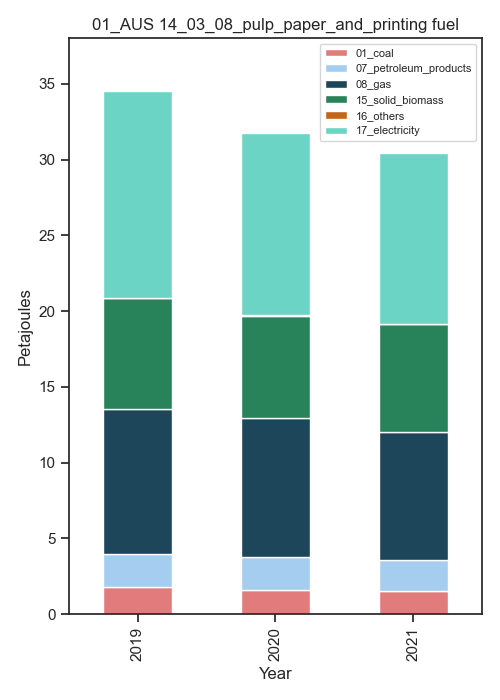 01_AUS 14_03_08_pulp_paper_and_printing fuel
01_coal
07_petroleum_products
08_gas
15_solid_biomass
16_others
17_electricity
35
30
25
20
15
10
5
0
Petajoules
2019
2020
2021
Year